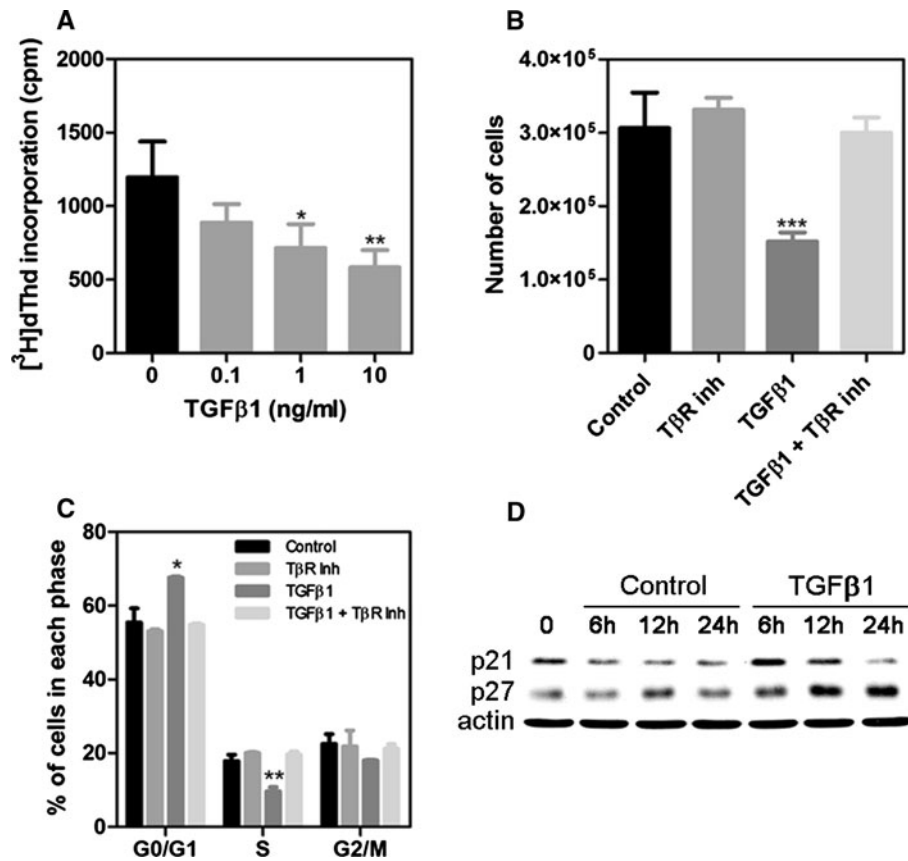 A
[³H]dThd incorporation (cpm)
2000
1500
1000
500
0
*
**
0 0.1 1 10
TGFβ1 (ng/ml)
B
Number of cells
4.0×10⁵
3.0×10⁵
2.0×10⁵
1.0×10⁵
0
***
Control
TβR inh
TGFβ1
TGFβ1 + TβR inh
C
% of cells in each phase
80
60
40
20
0
*
**
Control
TβR Inh
TGFβ1
TGFβ1 + TβR Inh
G0/G1 S G2/M
D
Control TGFβ1
0 6h 12h 24h 6h 12h 24h
p21
p27
actin